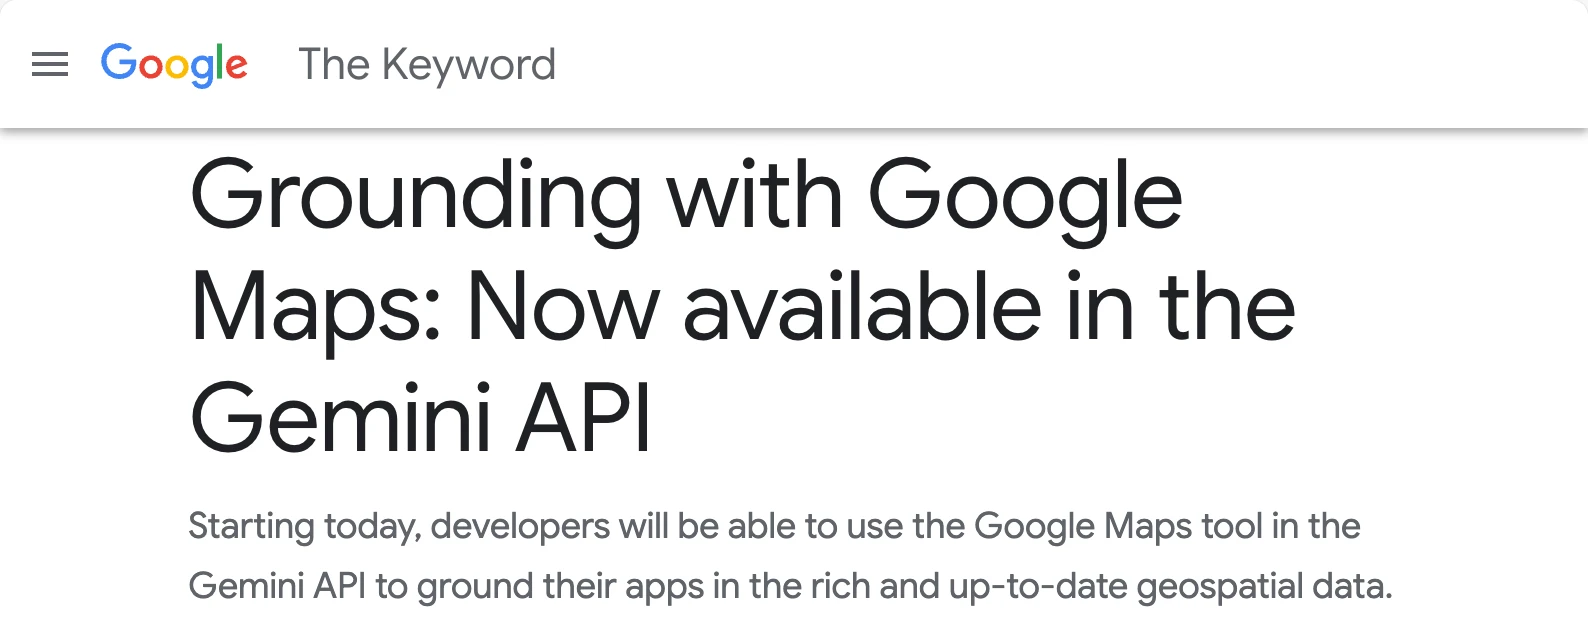 Google The Keyword
Grounding with Google
Maps: Now available in the
Gemini API
Starting today, developers will be able to use the Google Maps tool in the
Gemini API to ground their apps in the rich and up-to-date geospatial data.